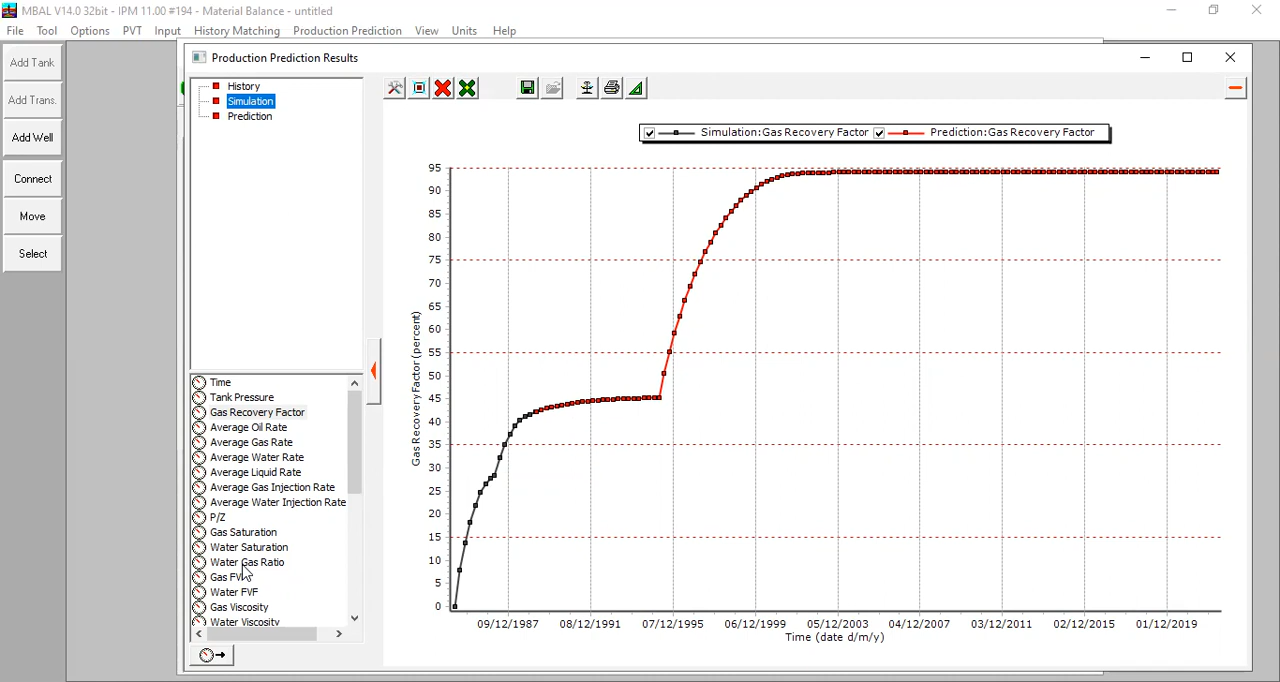 MBAL V14.0 32bit - IPM 11.00 #194 - Material Balance - untitled
File Tool Options PVT Input History Matching Production Prediction View Units Help
Add Tank
Add Trans.
Add Well
Connect
Move
Select
Production Prediction Results
History
Simulation
Prediction
Time
Tank Pressure
Gas Recovery Factor
Average Oil Rate
Average Gas Rate
Average Water Rate
Average Liquid Rate
Average Gas Injection Rate
Average Water Injection Rate
P/Z
Gas Saturation
Water Saturation
Water Gas Ratio
Gas FVF
Water FVF
Gas Viscosity
Water Viscosity
Simulation:Gas Recovery Factor Prediction:Gas Recovery Factor
Gas Recovery Factor (percent)
95
90
85
80
75
70
65
60
55
50
45
40
35
30
25
20
15
10
5
0
09/12/1987 08/12/1991 07/12/1995 06/12/1999 05/12/2003 04/12/2007 03/12/2011 02/12/2015 01/12/2019
Time (date d/m/y)